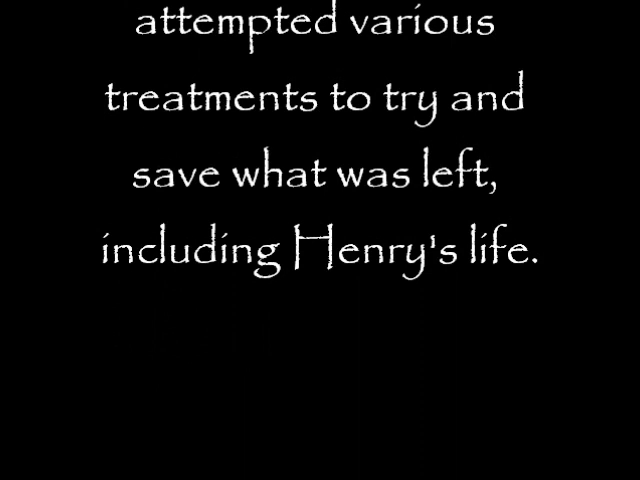 attempted various
treatments to try and
save what was left,
including Henry's life.